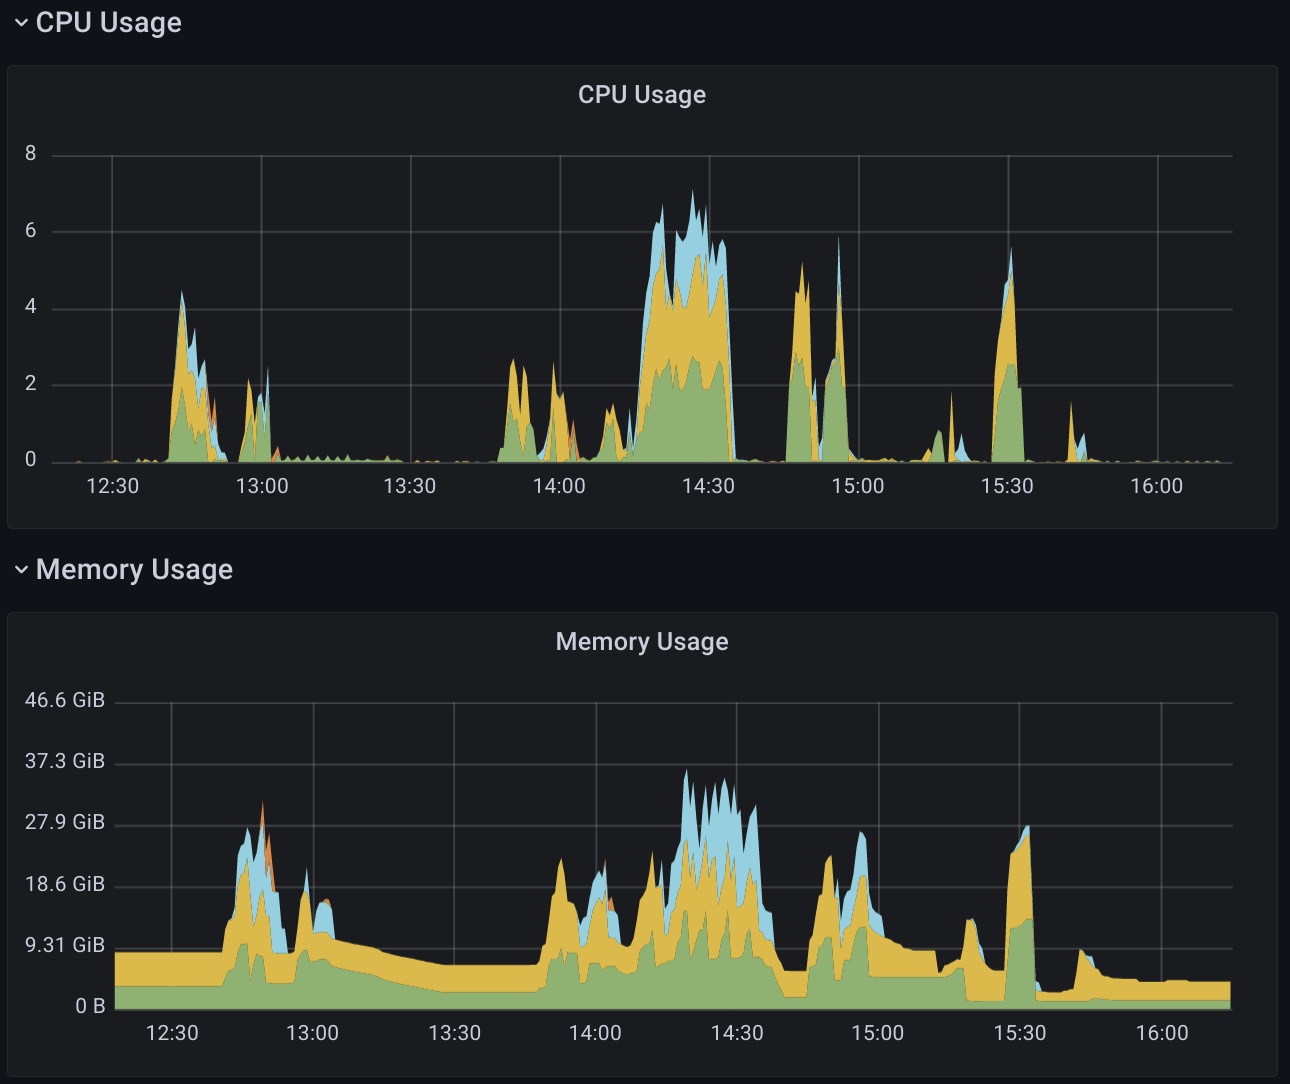 CPU Usage
CPU Usage
8
6
4
2
0
12:30 13:00 13:30 14:00 14:30 15:00 15:30 16:00
Memory Usage
Memory Usage
46.6 GiB
37.3 GiB
27.9 GiB
18.6 GiB
9.31 GiB
0 B
12:30 13:00 13:30 14:00 14:30 15:00 15:30 16:00